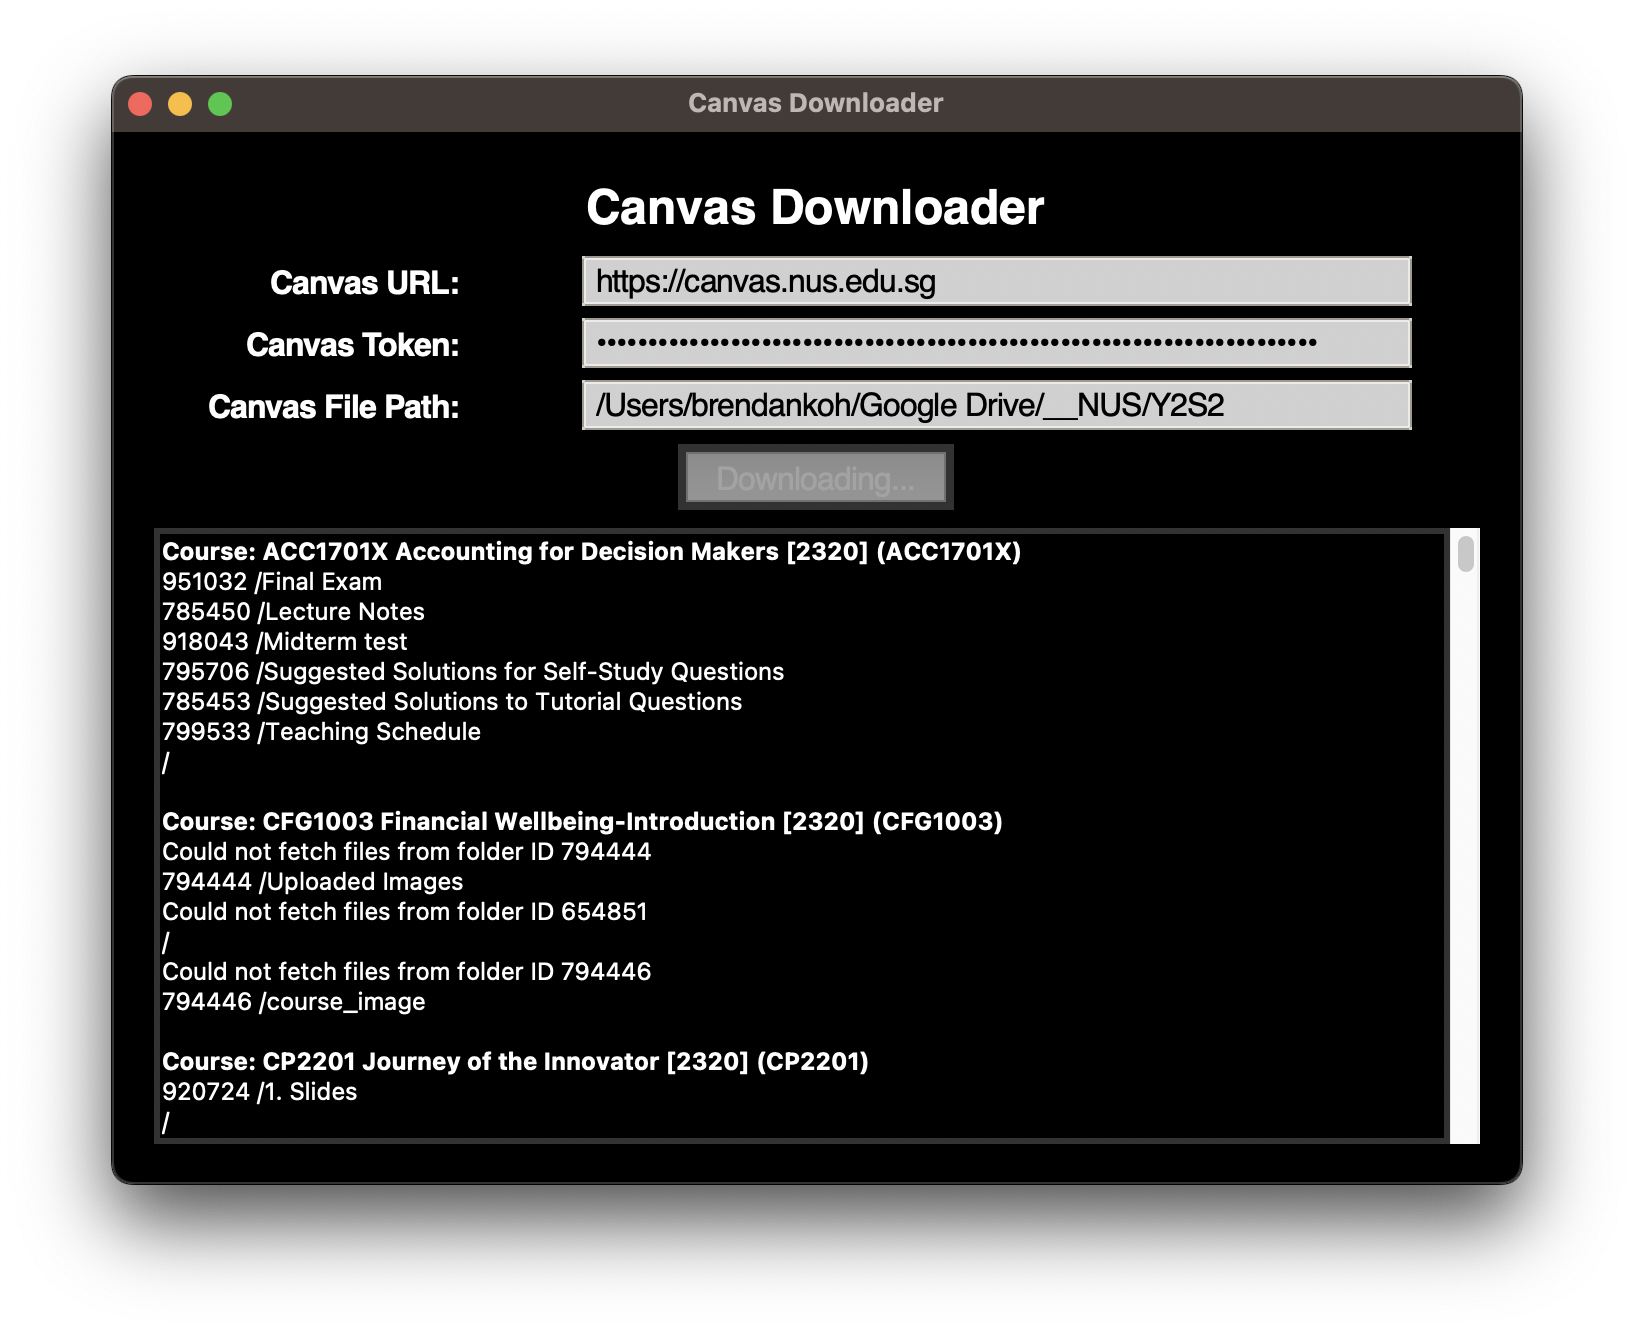 Canvas Downloader
Canvas Downloader
Canvas URL: https://canvas.nus.edu.sg
Canvas Token: ••••••••••••••••••••••••••••••••••••••••••••••••••••••••••••••••••••••
Canvas File Path: /Users/brendankoh/Google Drive/__NUS/Y2S2
Downloading...
Course: ACC1701X Accounting for Decision Makers [2320] (ACC1701X)
951032 /Final Exam
785450 /Lecture Notes
918043 /Midterm test
795706 /Suggested Solutions for Self-Study Questions
785453 /Suggested Solutions to Tutorial Questions
799533 /Teaching Schedule
/
Course: CFG1003 Financial Wellbeing-Introduction [2320] (CFG1003)
Could not fetch files from folder ID 794444
794444 /Uploaded Images
Could not fetch files from folder ID 654851
/
Could not fetch files from folder ID 794446
794446 /course_image
Course: CP2201 Journey of the Innovator [2320] (CP2201)
920724 /1. Slides
/